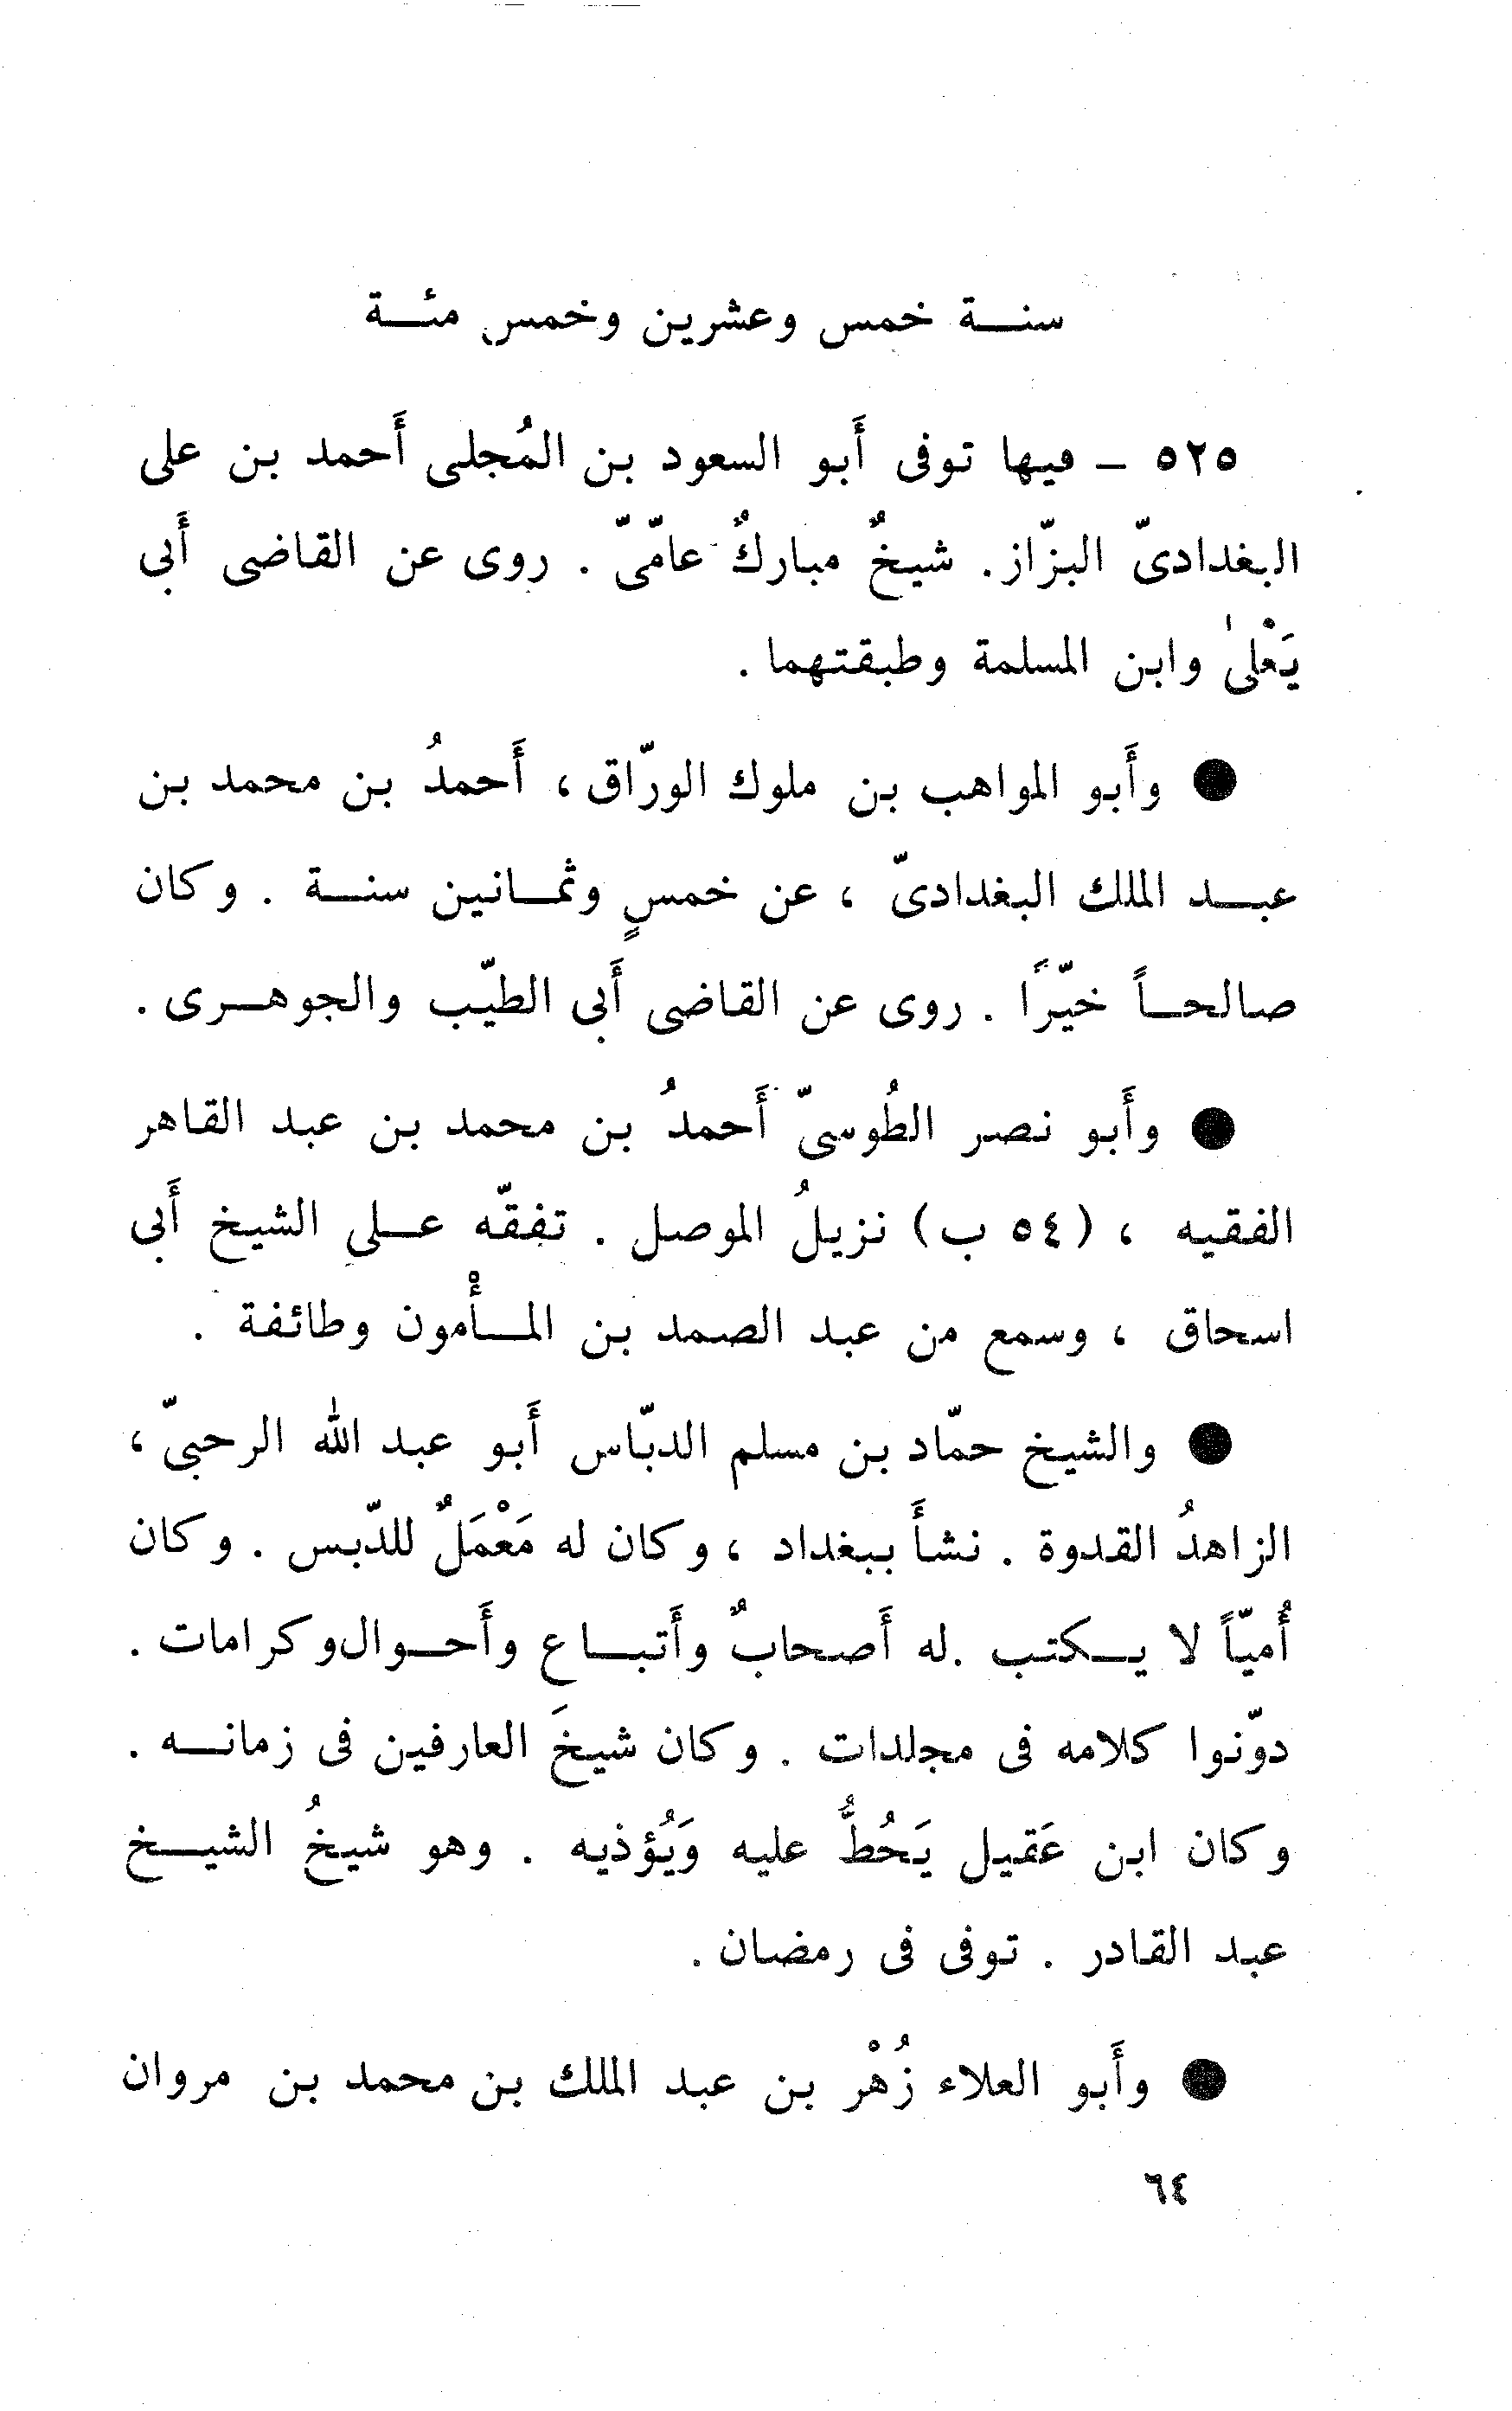 سنة خمس وعشرين وخمس مئة
٥٢٥ - فيها توفى أَبو السعود بن المُجلى أَحمد بن على
البغدادىّ البزّاز. شيخٌ مباركٌ عامّىّ . روى عن القاضى أَبى
يَعْلىٰ وابن المسلمة وطبقتهما .
● وأَبو المواهب بن ملوك الورّاق ، أَحمدُ بن محمد بن
عبد الملك البغدادىّ ، عن خمسٍ وثمانين سنة . وكان
صالحاً خيّرًا . روى عن القاضى أَبى الطيّب والجوهرى .
● وأَبو نصر الطُوسىّ أَحمدُ بن محمد بن عبد القاهر
الفقيه ، (٥٤ ب) نزيلُ الموصل . تفقّه على الشيخ أَبى
اسحاق ، وسمع من عبد الصمد بن المأْمون وطائفة .
● والشيخ حمّاد بن مسلم الدبّاس أَبو عبد الله الرحبىّ ،
الزاهدُ القدوة . نشأَ ببغداد ، وكان له مَعْمَلٌ للدّبس . وكان
أُميّاً لا يكتب .له أَصحابٌ وأَتباع وأَحوال وكرامات .
دوّنوا كلامه فى مجلدات . وكان شيخَ العارفين فى زمانه .
وكان ابن عَقيل يَحُطُّ عليه وَيُؤذيه . وهو شيخُ الشيخ
عبد القادر . توفى فى رمضان .
● وأَبو العلاء زُهْر بن عبد الملك بن محمد بن مروان
٦٤